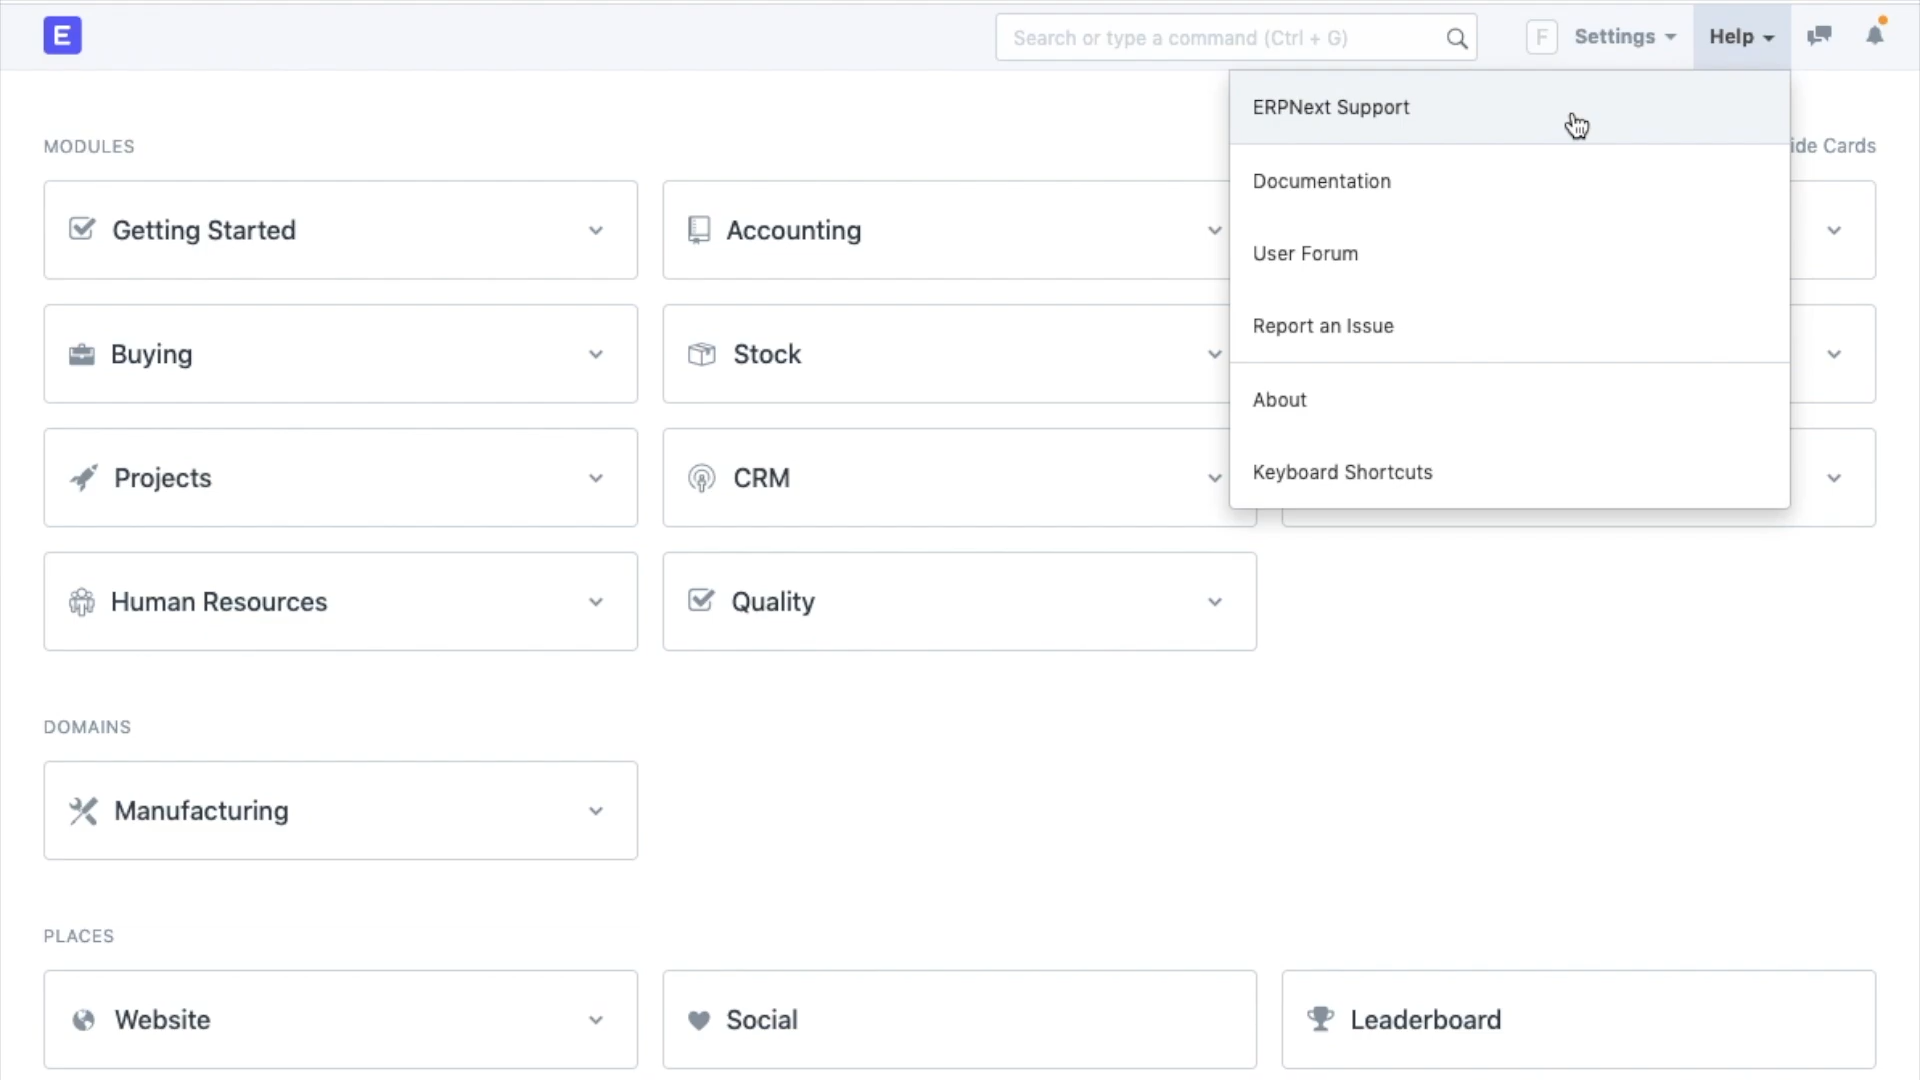 E
Search or type a command (Ctrl + G)
F
Settings
Help
ERPNext Support
Documentation
User Forum
Report an Issue
About
Keyboard Shortcuts
MODULES
ide Cards
Getting Started
Accounting
Buying
Stock
Projects
CRM
Human Resources
Quality
DOMAINS
Manufacturing
PLACES
Website
Social
Leaderboard